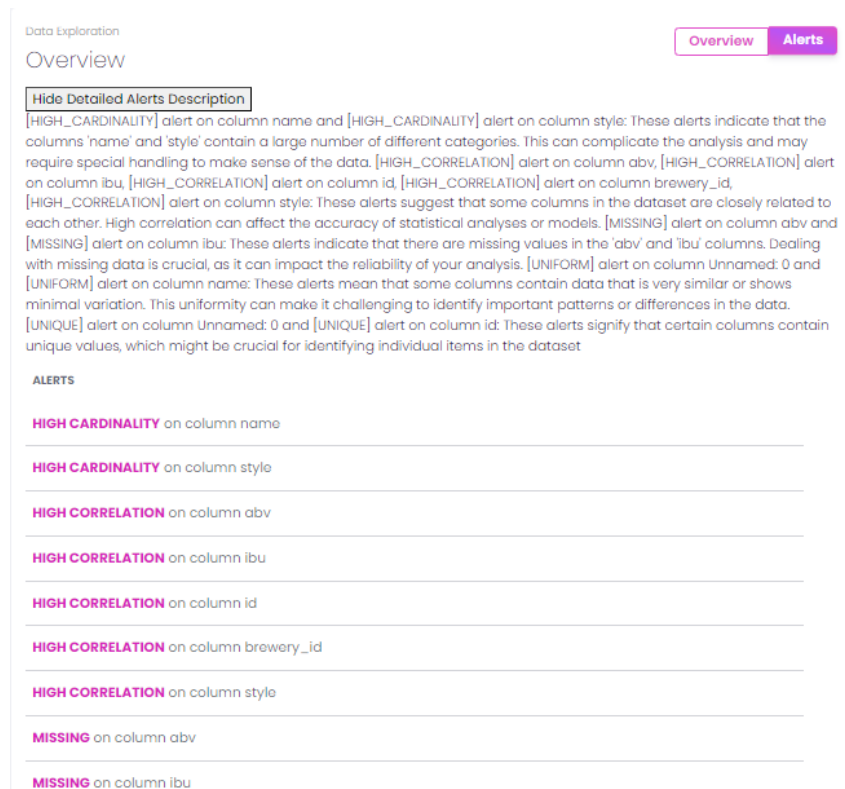 Data Exploration
Overview
Overview Alerts
Hide Detailed Alerts Description
[HIGH_CARDINALITY] alert on column name and [HIGH_CARDINALITY] alert on column style: These alerts indicate that the
columns 'name' and 'style' contain a large number of different categories. This can complicate the analysis and may
require special handling to make sense of the data. [HIGH_CORRELATION] alert on column abv, [HIGH_CORRELATION] alert
on column ibu, [HIGH_CORRELATION] alert on column id, [HIGH_CORRELATION] alert on column brewery_id,
[HIGH_CORRELATION] alert on column style: These alerts suggest that some columns in the dataset are closely related to
each other. High correlation can affect the accuracy of statistical analyses or models. [MISSING] alert on column abv and
[MISSING] alert on column ibu: These alerts indicate that there are missing values in the 'abv' and 'ibu' columns. Dealing
with missing data is crucial, as it can impact the reliability of your analysis. [UNIFORM] alert on column Unnamed: 0 and
[UNIFORM] alert on column name: These alerts mean that some columns contain data that is very similar or shows
minimal variation. This uniformity can make it challenging to identify important patterns or differences in the data.
[UNIQUE] alert on column Unnamed: 0 and [UNIQUE] alert on column id: These alerts signify that certain columns contain
unique values, which might be crucial for identifying individual items in the dataset
ALERTS
HIGH CARDINALITY on column name
HIGH CARDINALITY on column style
HIGH CORRELATION on column abv
HIGH CORRELATION on column ibu
HIGH CORRELATION on column id
HIGH CORRELATION on column brewery_id
HIGH CORRELATION on column style
MISSING on column abv
MISSING on column ibu